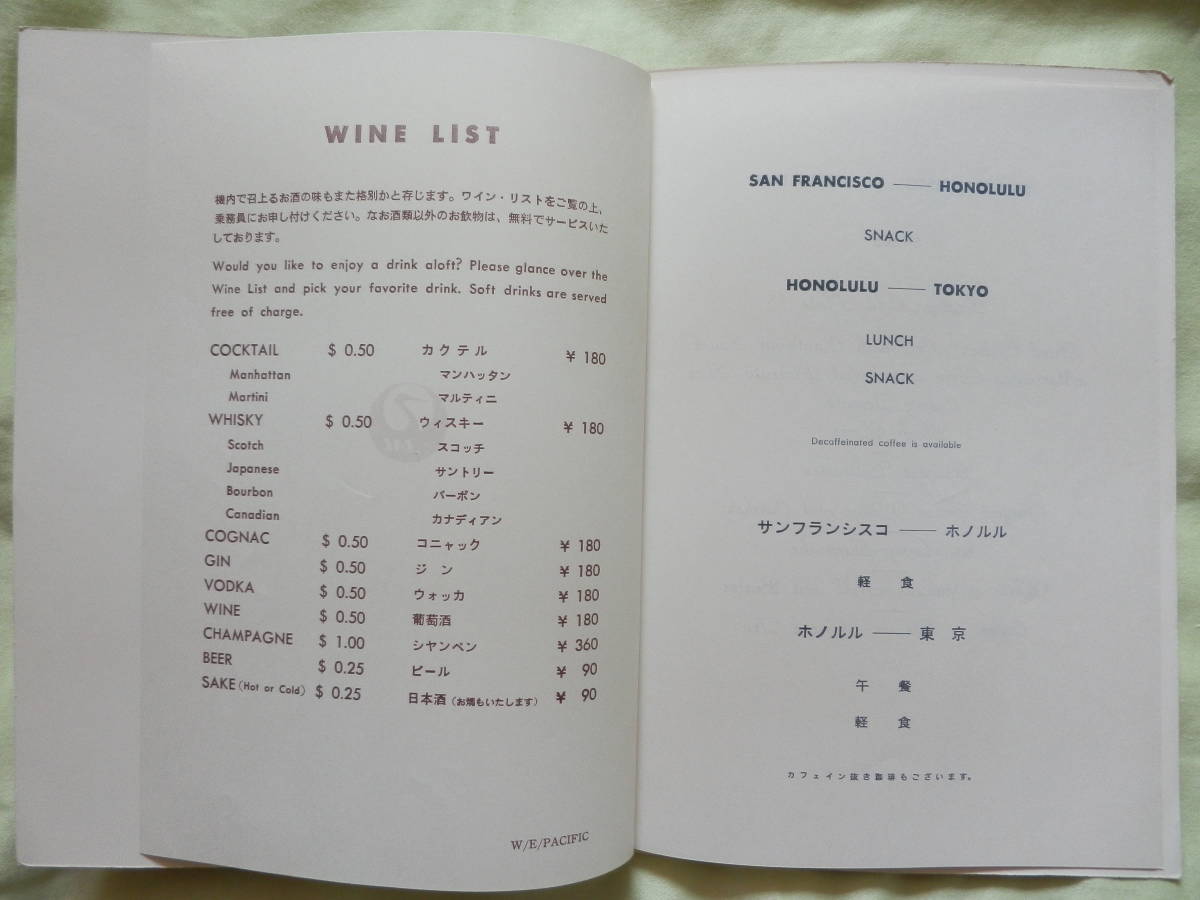 WINE LIST
機内で召上るお酒の味もまた格別かと存じます。ワイン・リストをご覧の上、
乗務員にお申し付けください。なお酒類以外のお飲物は、無料でサービスいた
しております。
Would you like to enjoy a drink aloft? Please glance over the
Wine List and pick your favorite drink. Soft drinks are served
free of charge.
COCKTAIL $ 0.50 カクテル ¥ 180
Manhattan マンハッタン
Martini マルティニ
WHISKY $ 0.50 ウィスキー ¥ 180
Scotch スコッチ
Japanese サントリー
Bourbon バーボン
Canadian カナディアン
COGNAC $ 0.50 コニャック ¥ 180
GIN $ 0.50 ジン ¥ 180
VODKA $ 0.50 ウォッカ ¥ 180
WINE $ 0.50 葡萄酒 ¥ 180
CHAMPAGNE $ 1.00 シヤンペン ¥ 360
BEER $ 0.25 ビール ¥ 90
SAKE (Hot or Cold) $ 0.25 日本酒 (お燗もいたします) ¥ 90
W/E/PACIFIC
SAN FRANCISCO — HONOLULU
SNACK
HONOLULU — TOKYO
LUNCH
SNACK
Decaffeinated coffee is available
サンフランシスコ — ホノルル
軽食
ホノルル — 東京
午餐
軽食
カフェイン抜き珈琲もございます。